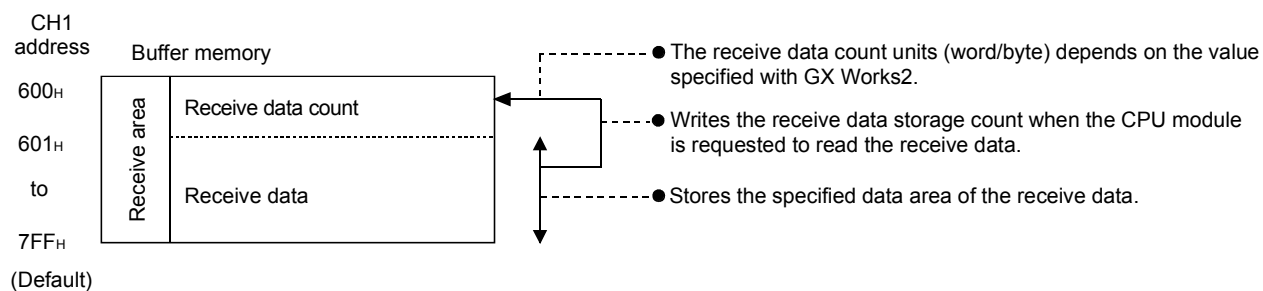 CH1
address
Buffer memory
600H
Receive area
Receive data count
601H
to
Receive data
7FFH
(Default)
● The receive data count units (word/byte) depends on the value
specified with GX Works2.
● Writes the receive data storage count when the CPU module
is requested to read the receive data.
● Stores the specified data area of the receive data.